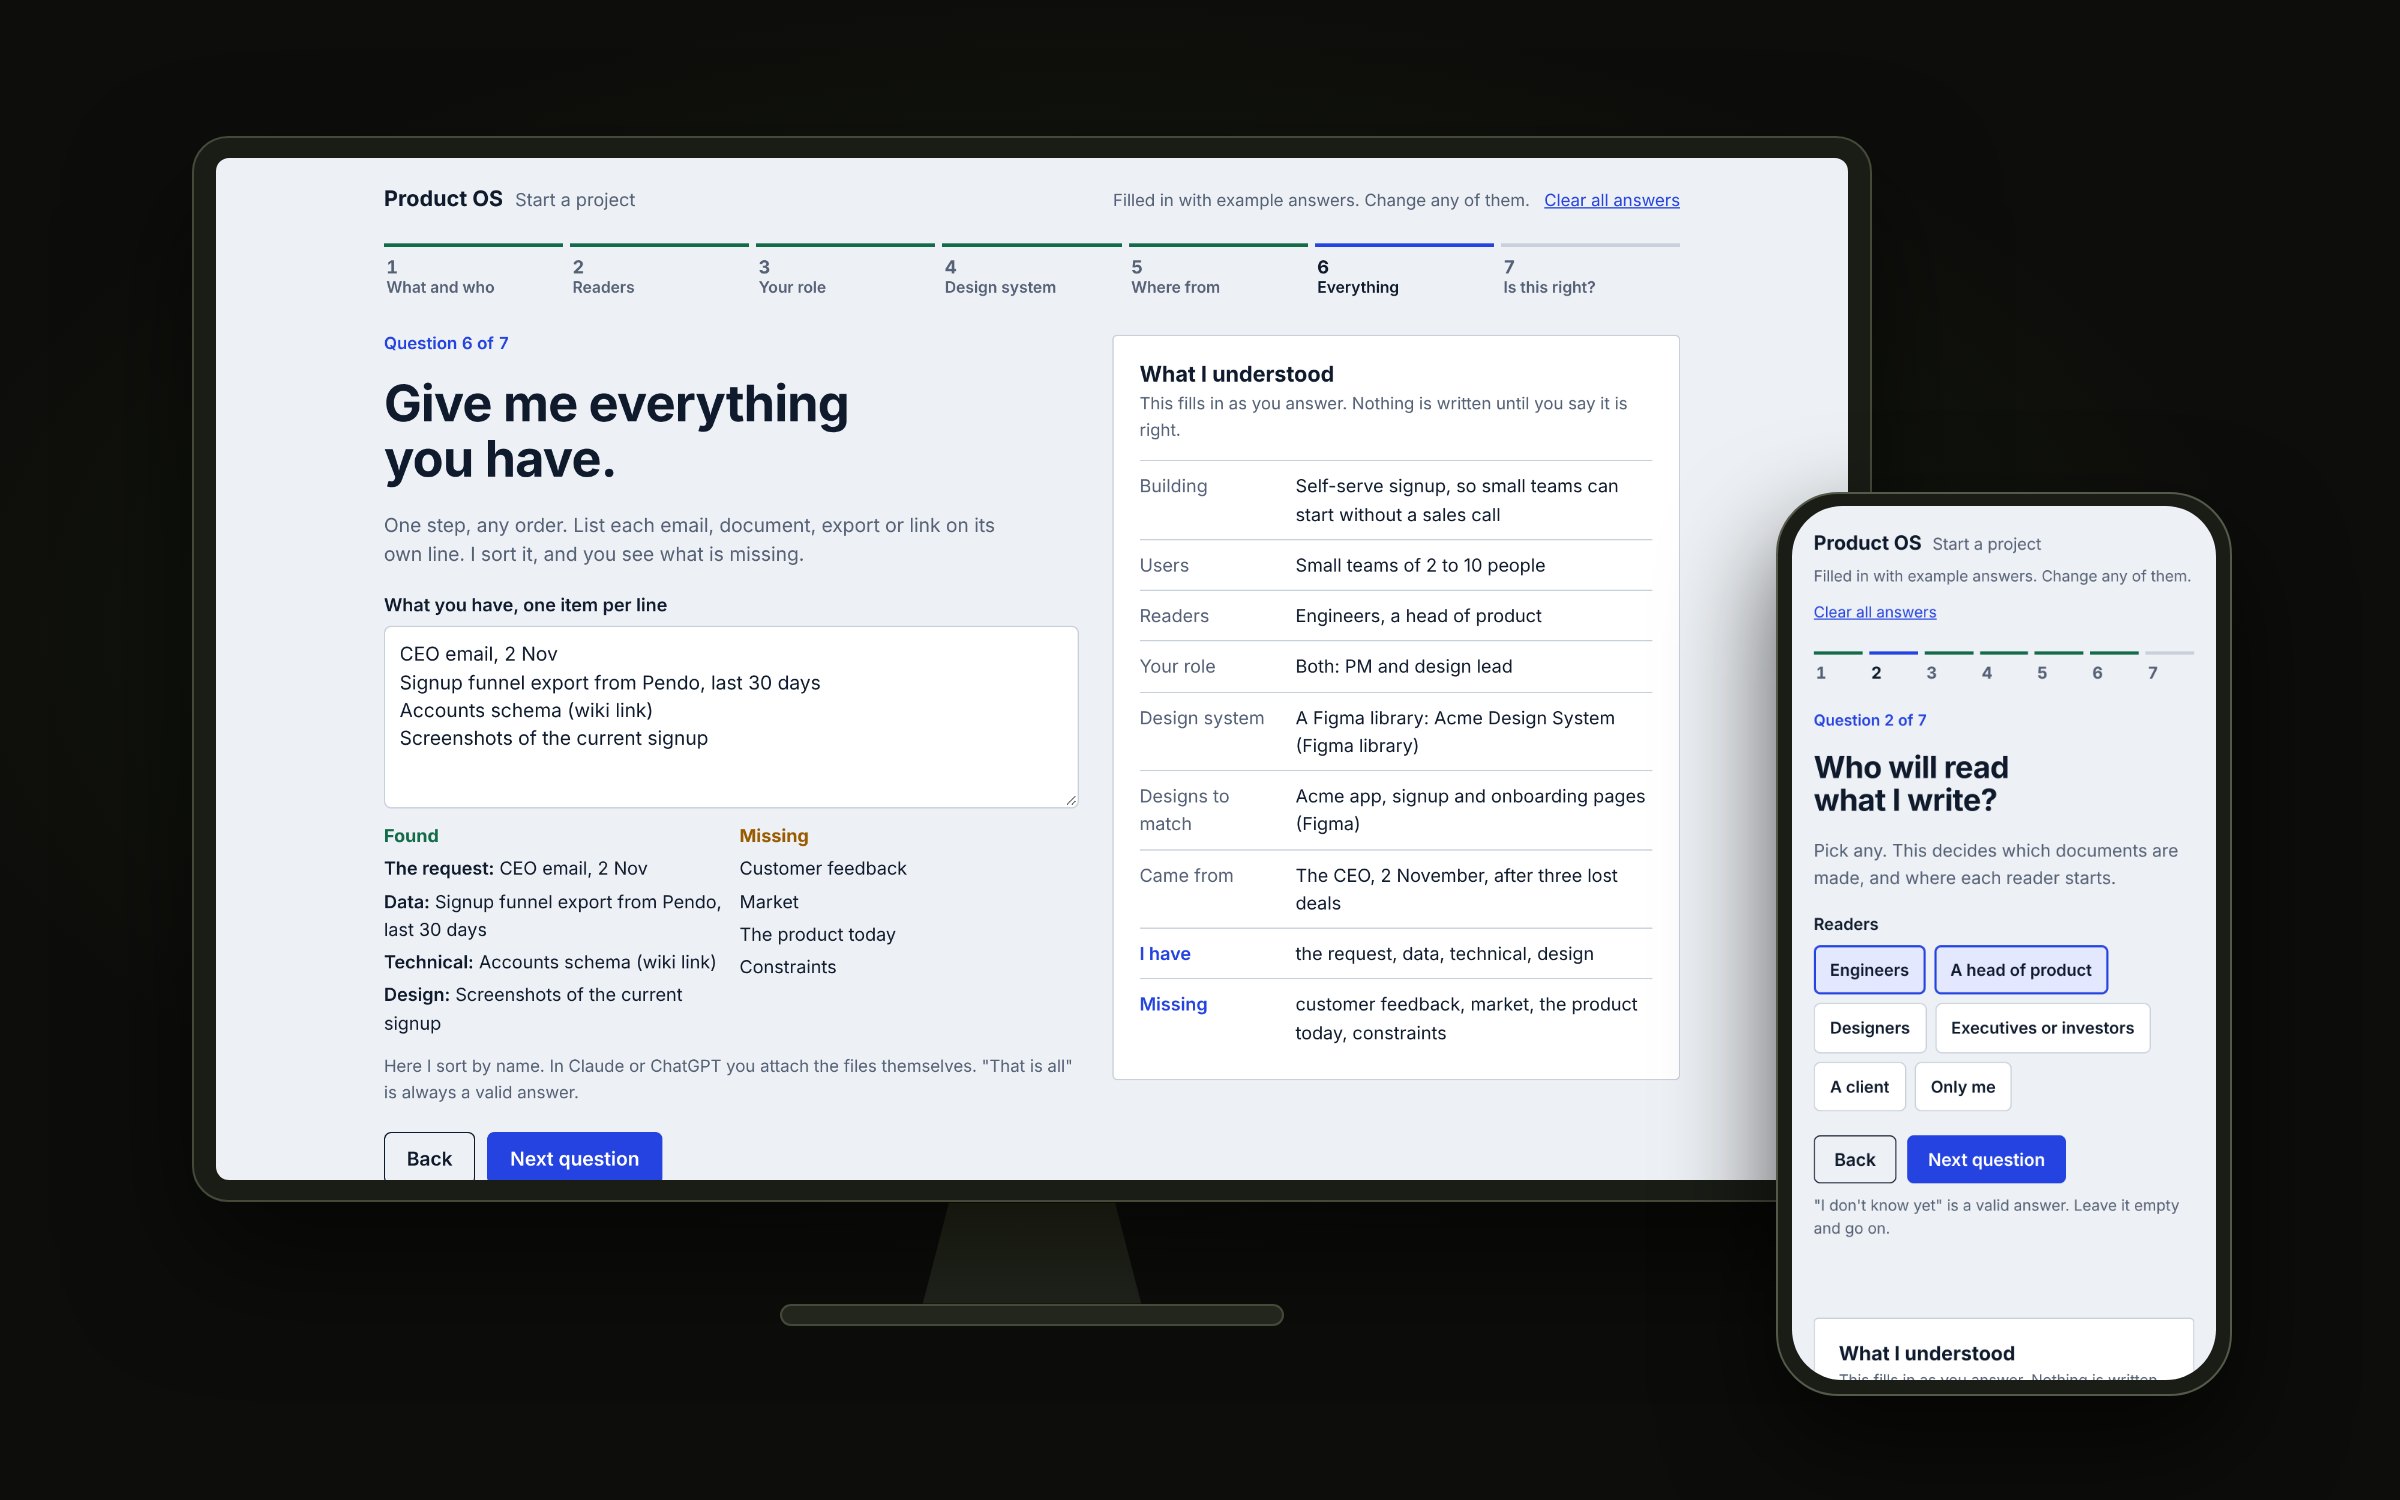 Product OS Start a project
Filled in with example answers. Change any of them. Clear all answers
1
What and who
2
Readers
3
Your role
4
Design system
5
Where from
6
Everything
7
Is this right?
Question 6 of 7
Give me everything
you have.
One step, any order. List each email, document, export or link on its
own line. I sort it, and you see what is missing.
What you have, one item per line
CEO email, 2 Nov
Signup funnel export from Pendo, last 30 days
Accounts schema (wiki link)
Screenshots of the current signup
Found
The request: CEO email, 2 Nov
Data: Signup funnel export from Pendo,
last 30 days
Technical: Accounts schema (wiki link)
Design: Screenshots of the current
signup
Missing
Customer feedback
Market
The product today
Constraints
Here I sort by name. In Claude or ChatGPT you attach the files themselves. "That is all"
is always a valid answer.
Back
Next question
What I understood
This fills in as you answer. Nothing is written until you say it is
right.
Building Self-serve signup, so small teams can
start without a sales call
Users Small teams of 2 to 10 people
Readers Engineers, a head of product
Your role Both: PM and design lead
Design system A Figma library: Acme Design System
(Figma library)
Designs to Acme app, signup and onboarding pages
match (Figma)
Came from The CEO, 2 November, after three lost
deals
I have the request, data, technical, design
Missing customer feedback, market, the product
today, constraints
Product OS Start a project
Filled in with example answers. Change any of them.
Clear all answers
1 2 3 4 5 6 7
Question 2 of 7
Who will read
what I write?
Pick any. This decides which documents are
made, and where each reader starts.
Readers
Engineers
A head of product
Designers
Executives or investors
A client
Only me
Back
Next question
"I don't know yet" is a valid answer. Leave it empty
and go on.
What I understood
This fills in as you answer. Nothing is written